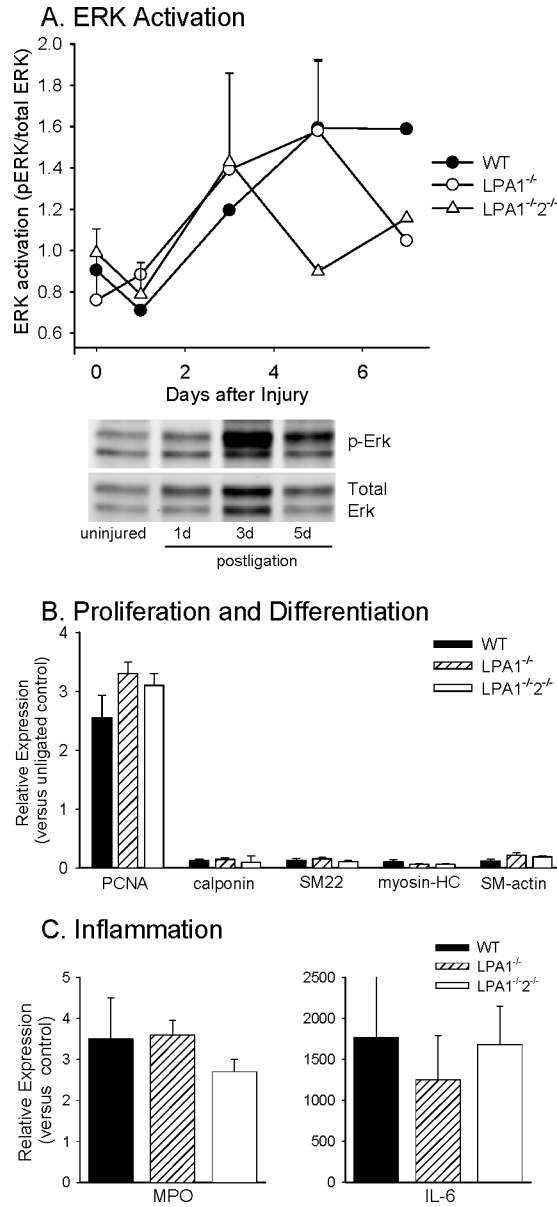 A. ERK Activation
ERK activation (pERK/total ERK)
2.0
1.8
1.6
1.4
1.2
1.0
0.8
0.6
0 2 4 6
Days after Injury
WT
LPA1-/-
LPA1-/-2-/-
p-Erk
Total
Erk
uninjured 1d 3d 5d
postligation
B. Proliferation and Differentiation
Relative Expression
(versus unligated control)
4
3
2
1
0
WT
LPA1-/-
LPA1-/-2-/-
PCNA calponin SM22 myosin-HC SM-actin
C. Inflammation
WT
LPA1-/-
LPA1-/-2-/-
Relative Expression
(versus control)
5
4
3
2
1
0
MPO
2500
2000
1500
1000
500
0
IL-6